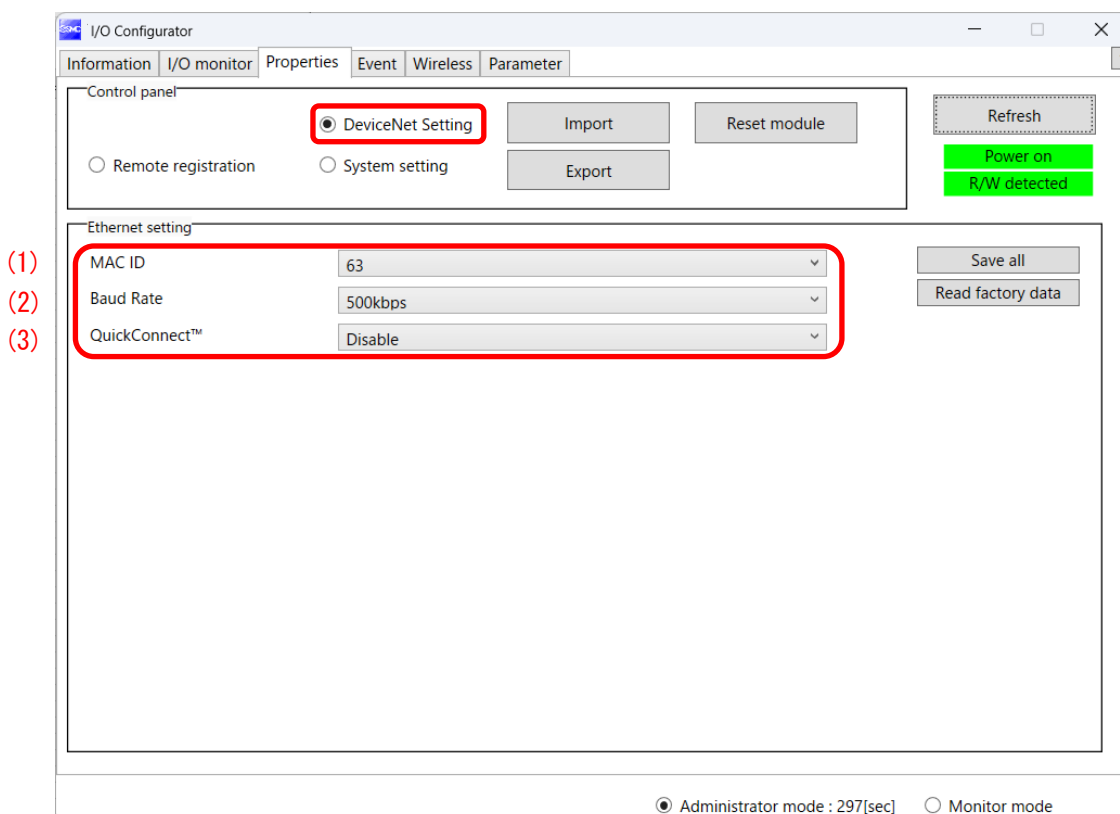 I/O Configurator
Information I/O monitor Properties Event Wireless Parameter
Control panel
DeviceNet Setting Import Reset module Refresh
Remote registration System setting Export Power on
R/W detected
Ethernet setting
(1) MAC ID 63 Save all
(2) Baud Rate 500kbps Read factory data
(3) QuickConnect™ Disable
Administrator mode : 297[sec] Monitor mode